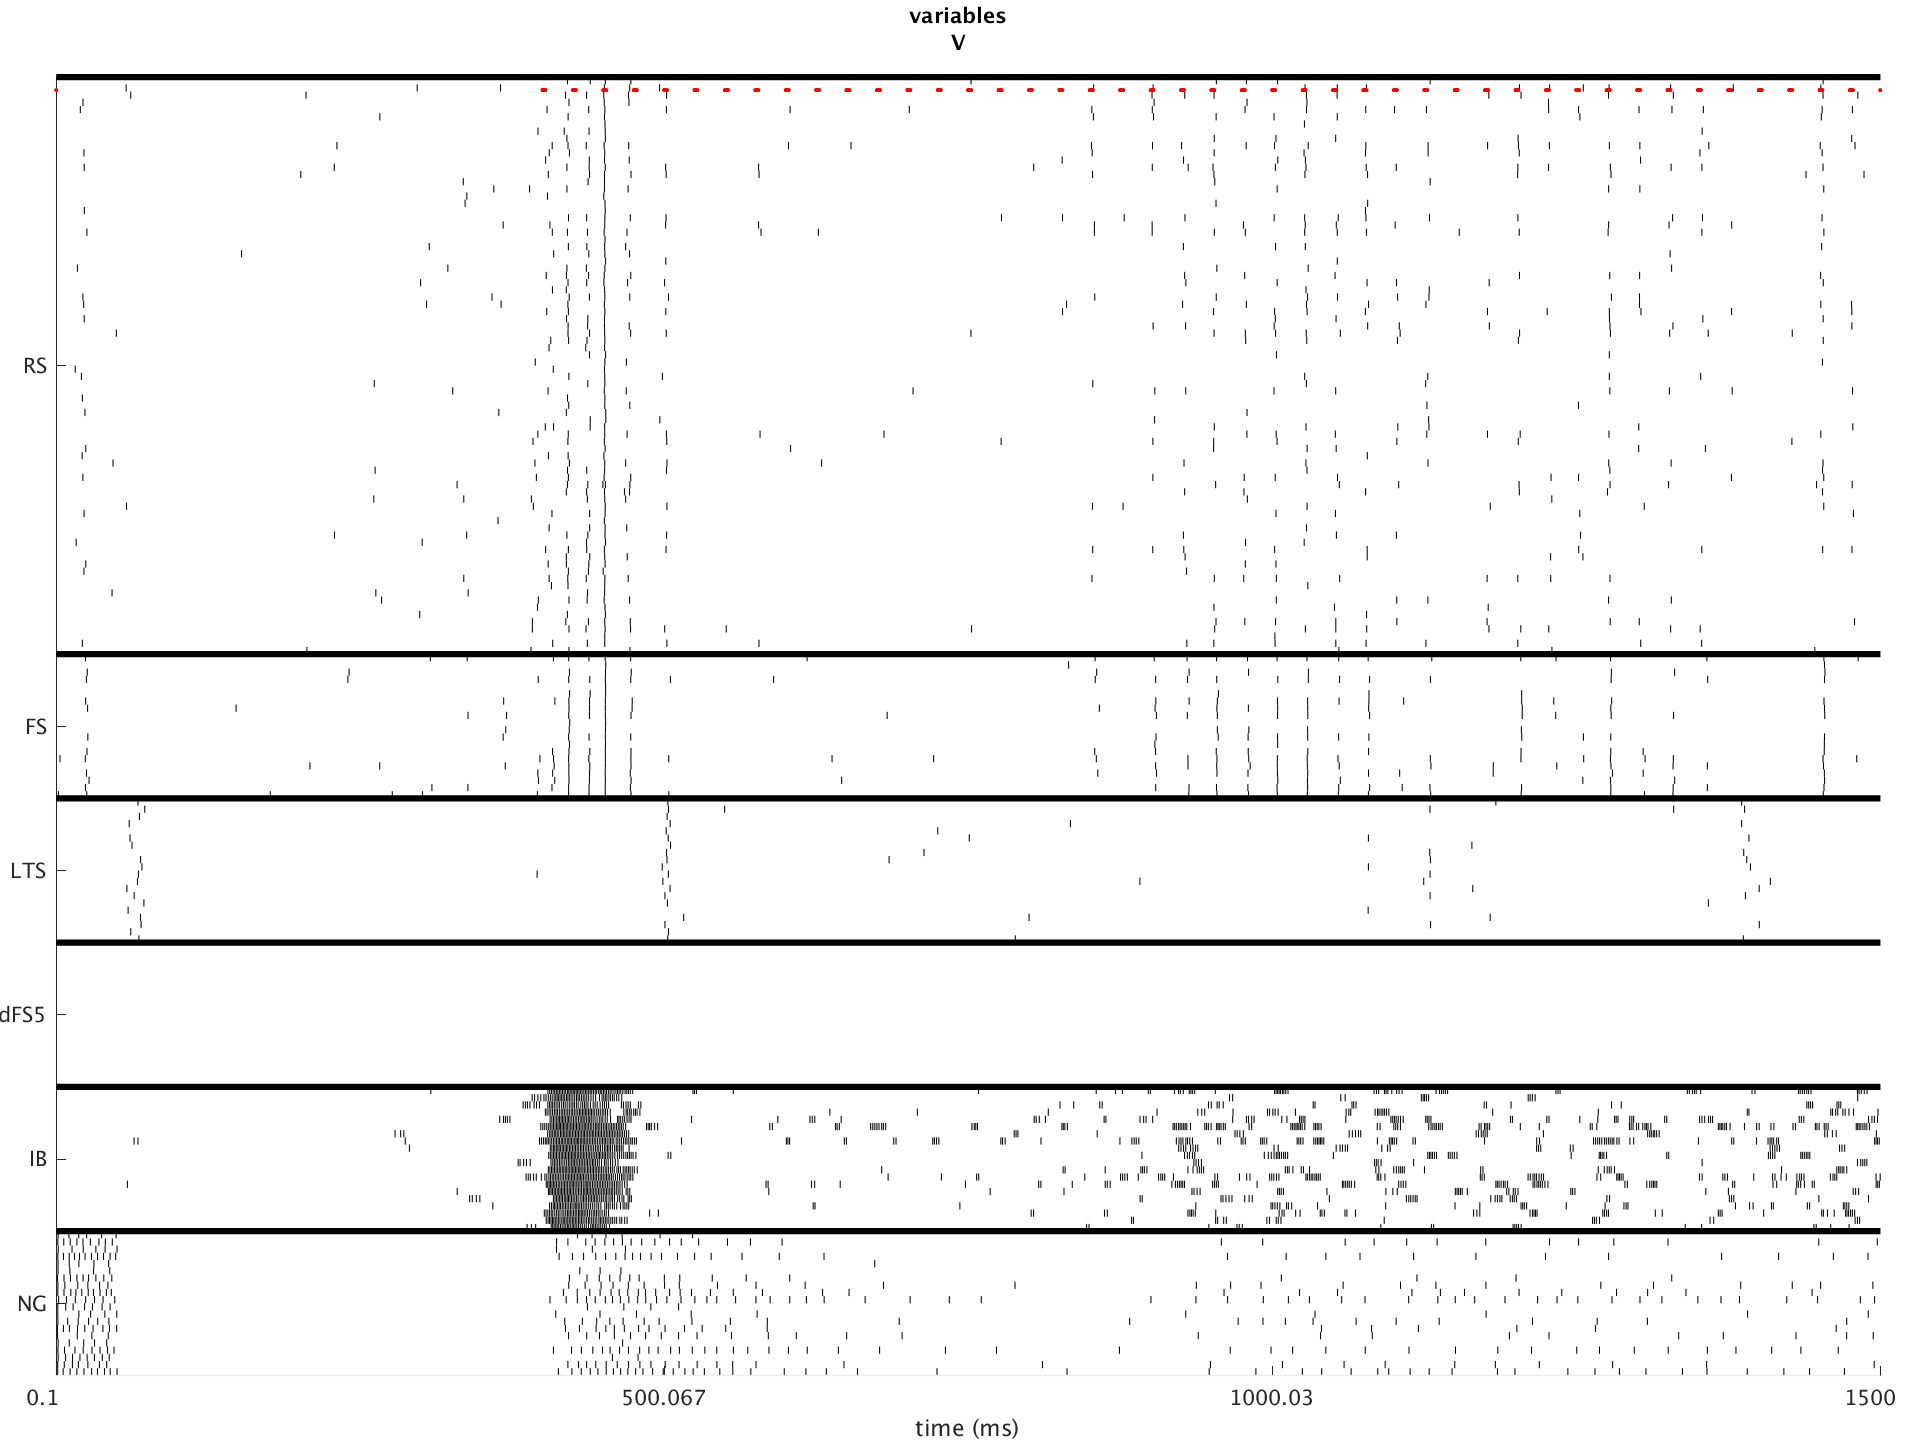 variables
V
RS
FS
LTS
dFS5
IB
NG
0.1
500.067
1000.03
1500
time (ms)